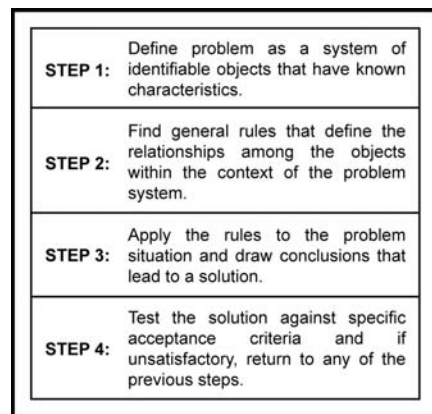 Define problem as a system of
STEP 1: identifiable objects that have known
characteristics.
Find general rules that define the
relationships among the objects
STEP 2: within the context of the problem
system.
Apply the rules to the problem
STEP 3: situation and draw conclusions that
lead to a solution.
Test the solution against specific
acceptance criteria and if
STEP 4: unsatisfactory, return to any of the
previous steps.